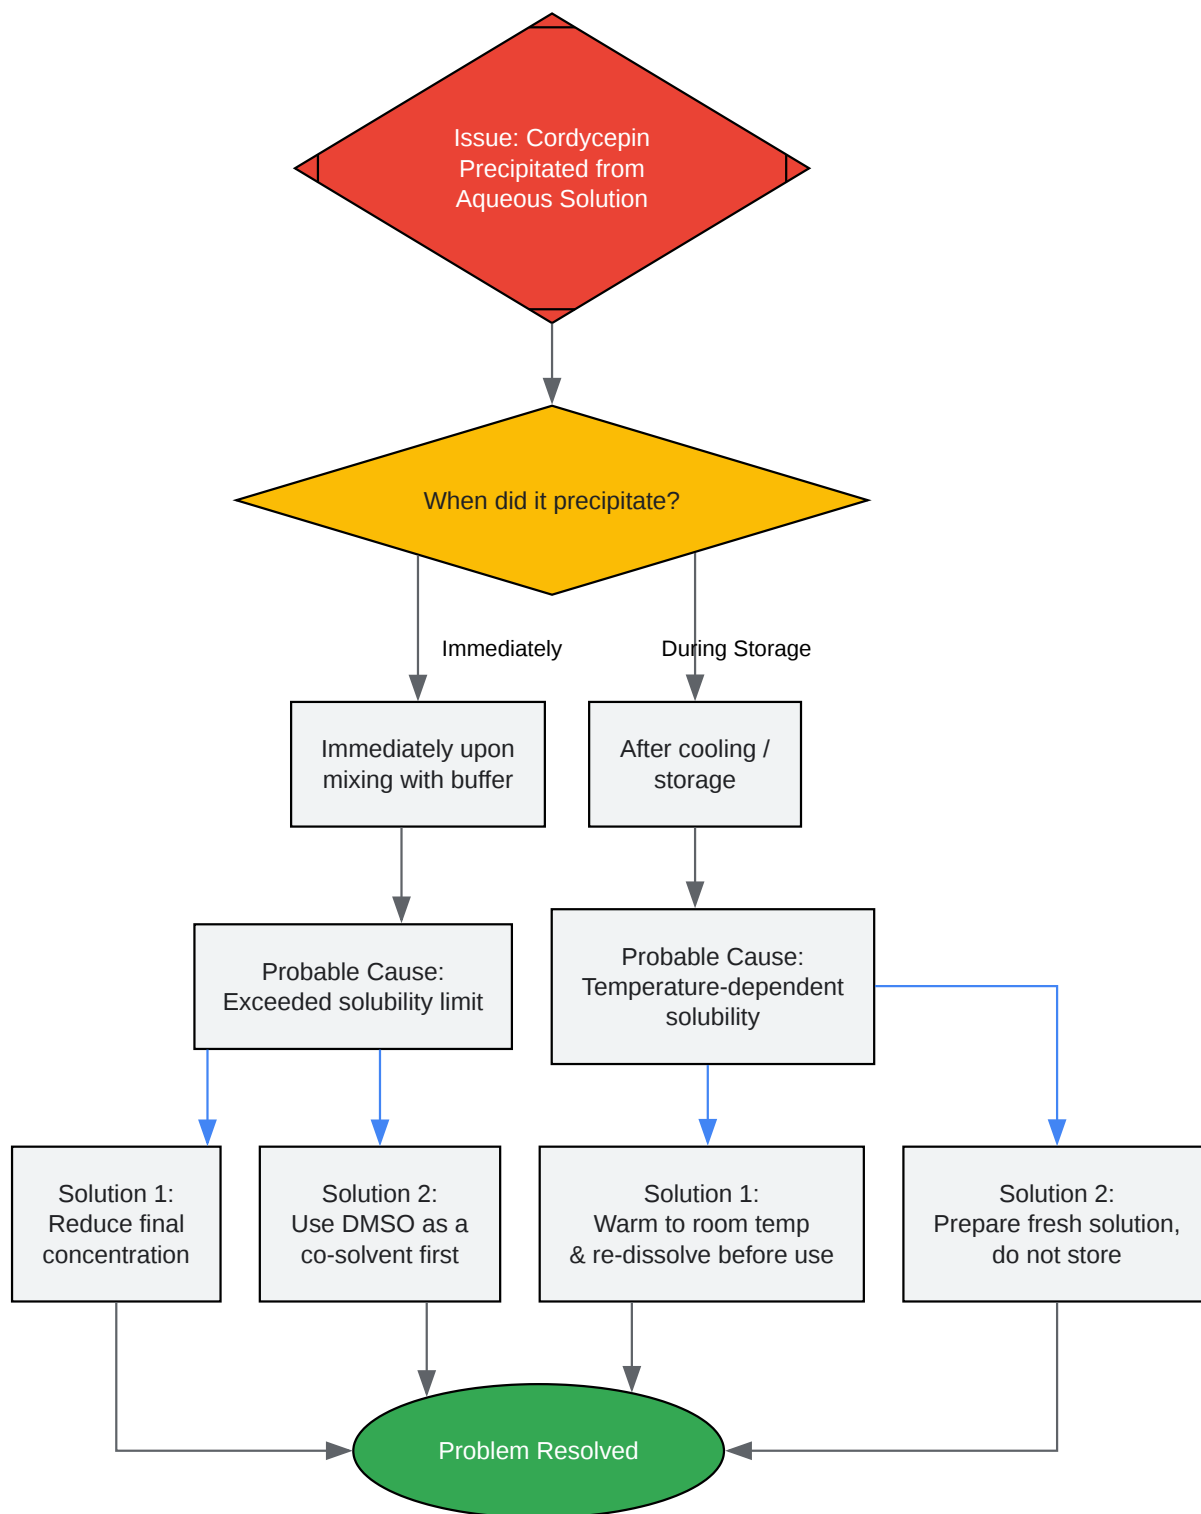 Issue: Cordycepin
Precipitated from
Aqueous Solution
When did it precipitate?
Immediately
During Storage
Immediately upon
mixing with buffer
After cooling /
storage
Probable Cause:
Exceeded solubility limit
Probable Cause:
Temperature-dependent
solubility
Solution 1:
Reduce final
concentration
Solution 2:
Use DMSO as a
co-solvent first
Solution 1:
Warm to room temp
& re-dissolve before use
Solution 2:
Prepare fresh solution,
do not store
Problem Resolved